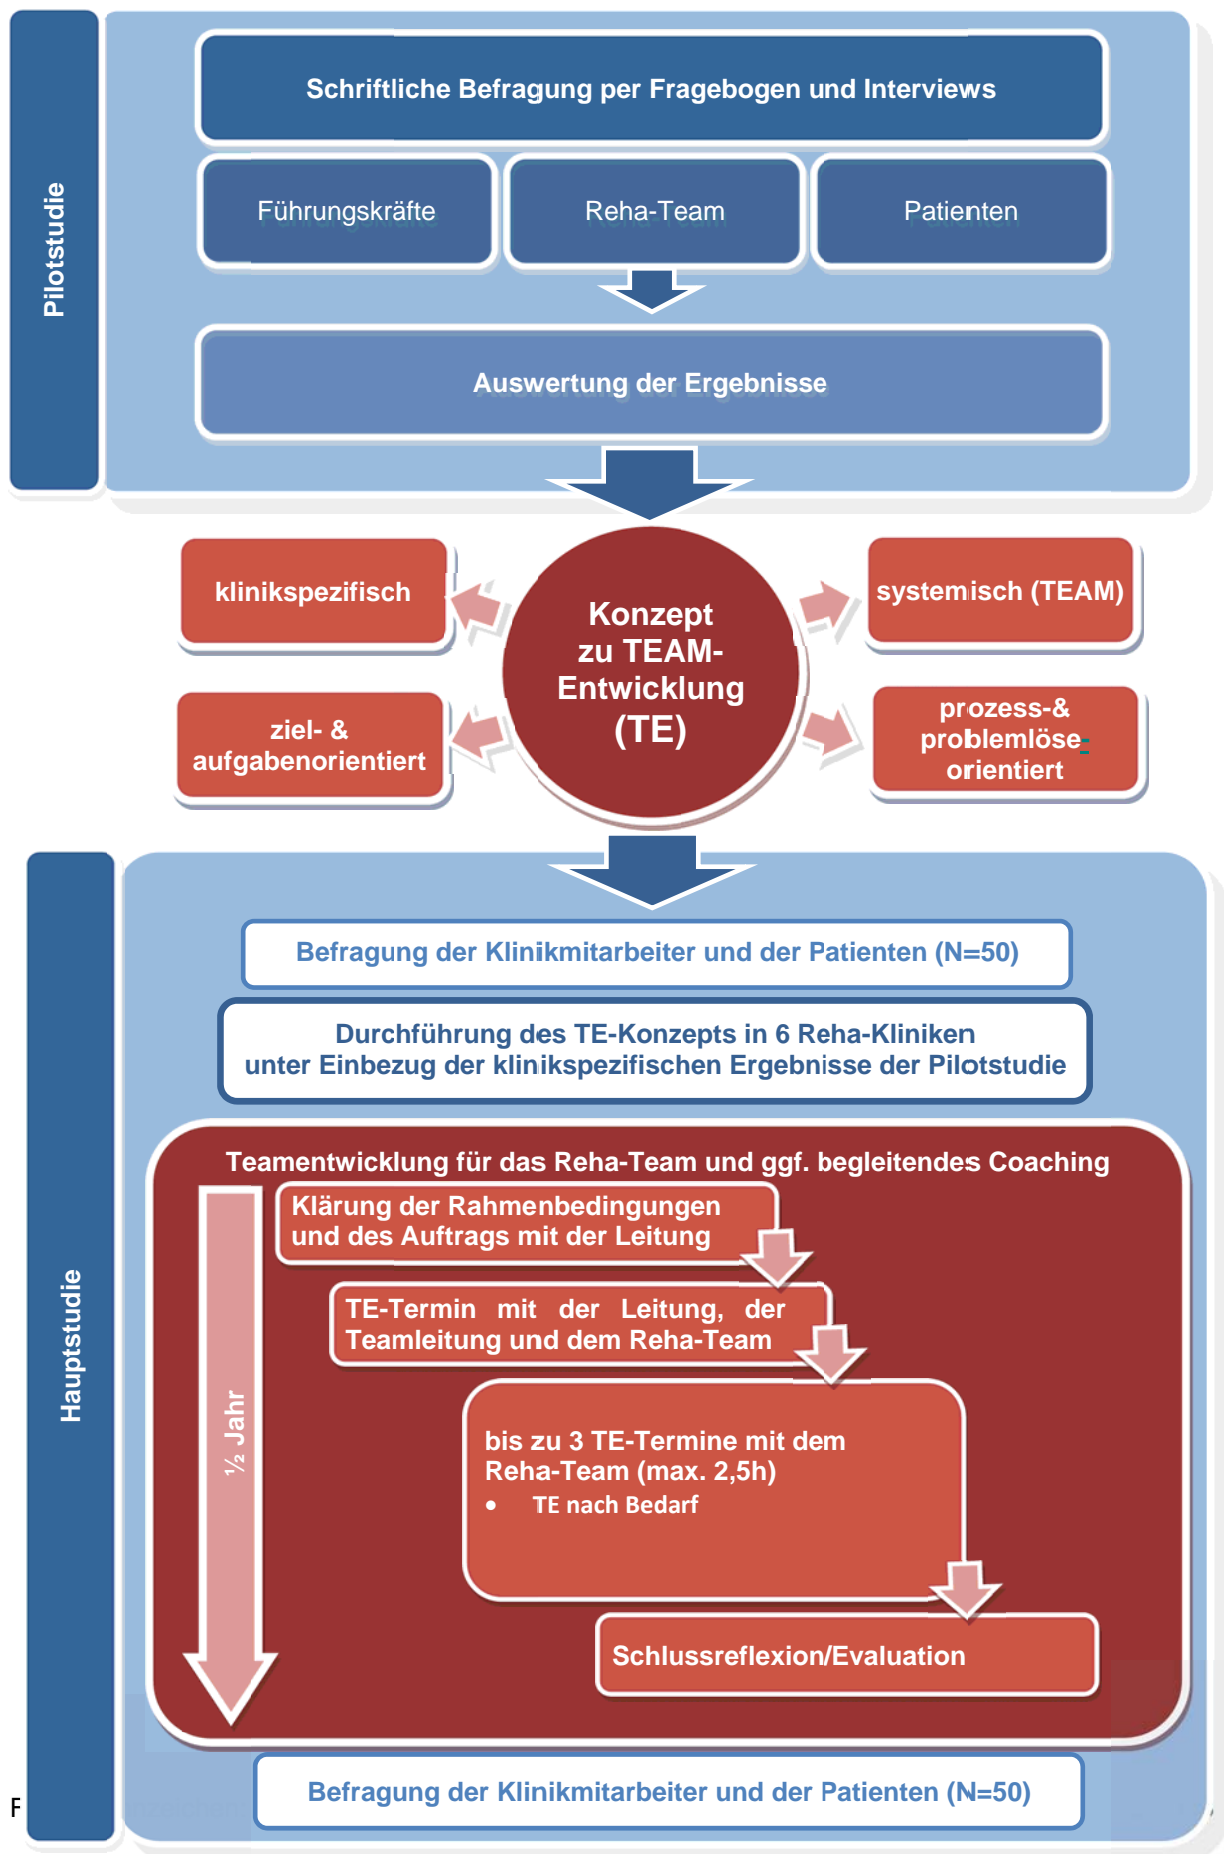 Pilotstudie
Schriftliche Befragung per Fragebogen und Interviews
Führungskräfte
Reha-Team
Patienten
Auswertung der Ergebnisse
klinikspezifisch
ziel- &
aufgabenorientiert
Konzept
zu TEAM-
Entwicklung
(TE)
systemisch (TEAM)
prozess-&
problemlöse-
orientiert
Hauptstudie
Befragung der Klinikmitarbeiter und der Patienten (N=50)
Durchführung des TE-Konzepts in 6 Reha-Kliniken
unter Einbezug der klinikspezifischen Ergebnisse der Pilotstudie
Teamentwicklung für das Reha-Team und ggf. begleitendes Coaching
½ Jahr
Klärung der Rahmenbedingungen
und des Auftrags mit der Leitung
TE-Termin mit der Leitung, der
Teamleitung und dem Reha-Team
bis zu 3 TE-Termine mit dem
Reha-Team (max. 2,5h)
• TE nach Bedarf
Schlussreflexion/Evaluation
Befragung der Klinikmitarbeiter und der Patienten (N=50)